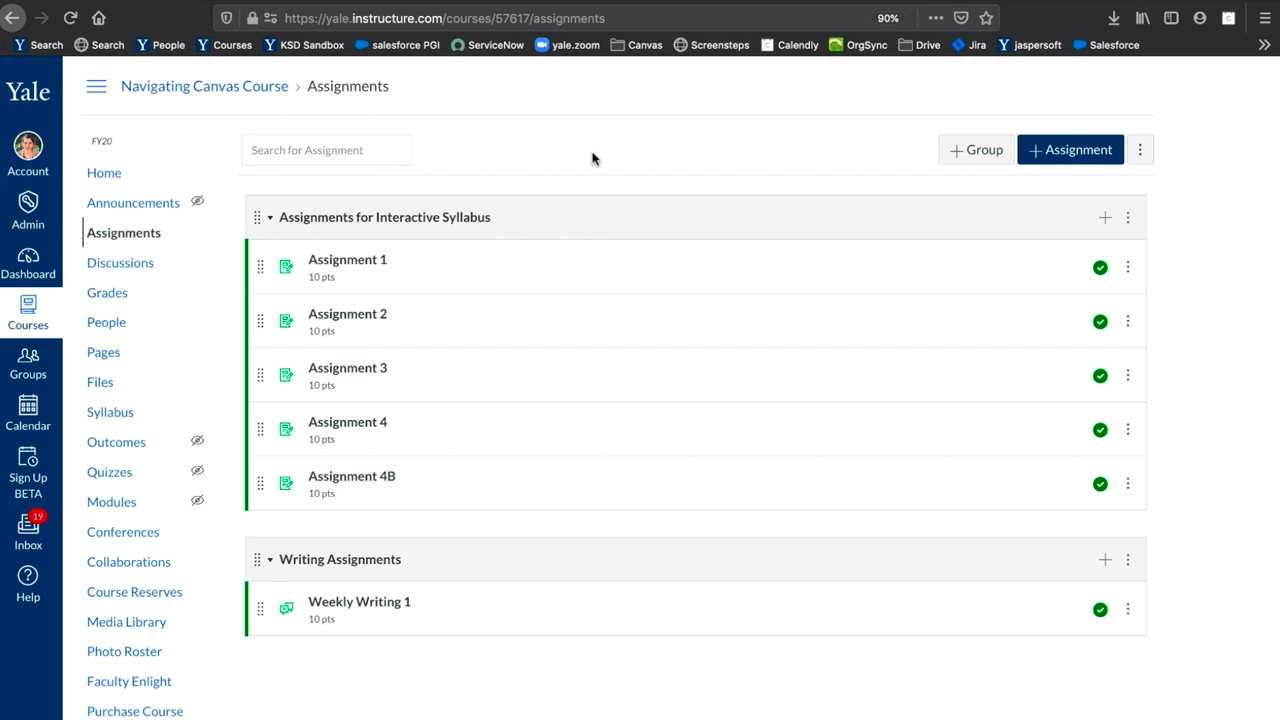 https://yale.instructure.com/courses/57617/assignments
90%
Y Search Search Y People Y Courses Y KSD Sandbox salesforce PGI ServiceNow yale.zoom Canvas Screensteps Calendly OrgSync Drive Jira Y jaspersoft Salesforce
Yale
Account
Admin
Dashboard
Courses
Groups
Calendar
Sign Up
BETA
19
Inbox
Help
Navigating Canvas Course › Assignments
FY20
Home
Announcements
Assignments
Discussions
Grades
People
Pages
Files
Syllabus
Outcomes
Quizzes
Modules
Conferences
Collaborations
Course Reserves
Media Library
Photo Roster
Faculty Enlight
Purchase Course
Search for Assignment
+ Group
+ Assignment
Assignments for Interactive Syllabus
Assignment 1
10 pts
Assignment 2
10 pts
Assignment 3
10 pts
Assignment 4
10 pts
Assignment 4B
10 pts
Writing Assignments
Weekly Writing 1
10 pts